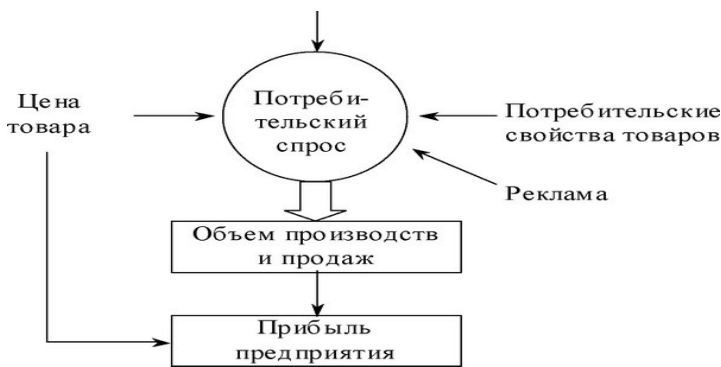 Цена
товара
Потреби-
тельский
спрос
Потребительские
свойства товаров
Реклама
Объем производств
и продаж
Прибыль
предприятия